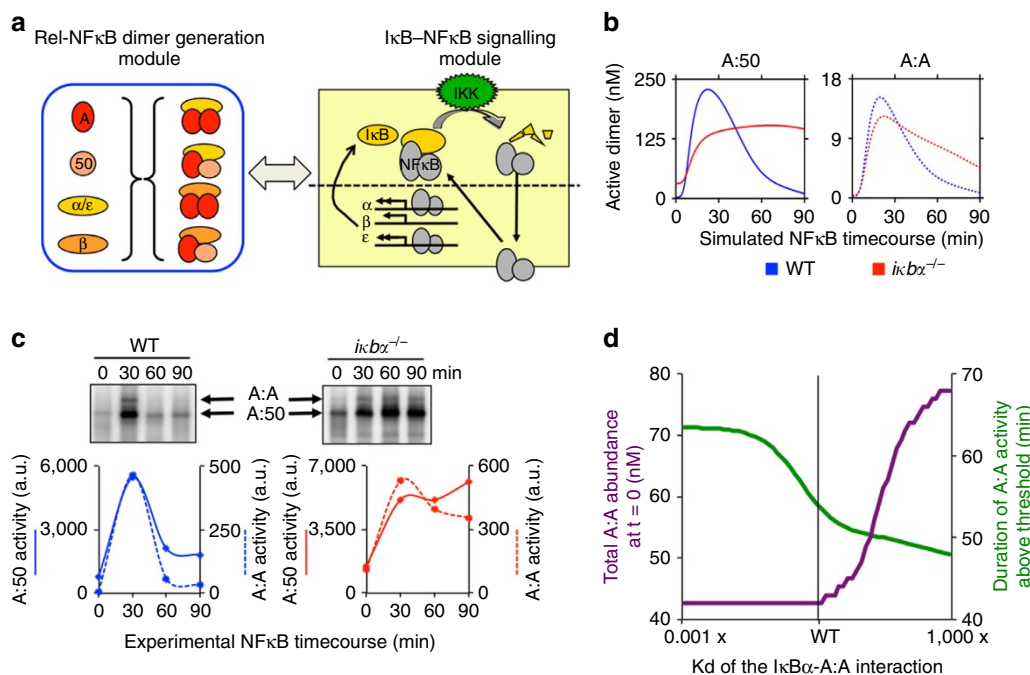 a
Rel-NFκB dimer generation
module
A
50
α/ε
β
IκB–NFκB signalling
module
IKK
IκB
NFκB
α
β
ε
b
A:50
A:A
Active dimer (nM)
250
125
0
18
9
0
0 30 60 90
0 30 60 90
Simulated NFκB timecourse (min)
WT
iκbα−/−
c
WT
iκbα−/−
0 30 60 90 min 0 30 60 90
A:A
A:50
A:50 activity (a.u.)
6,000
3,000
0
500
250
0
A:A activity (a.u.)
0 30 60 90
A:50 activity (a.u.)
7,000
3,500
0
600
300
0
A:A activity (a.u.)
0 30 60 90
Experimental NFκB timecourse (min)
d
Total A:A abundance
at t = 0 (nM)
80
70
60
50
40
70
60
50
40
Duration of A:A activity
above threshold (min)
0.001 x WT 1,000 x
Kd of the IκBα-A:A interaction